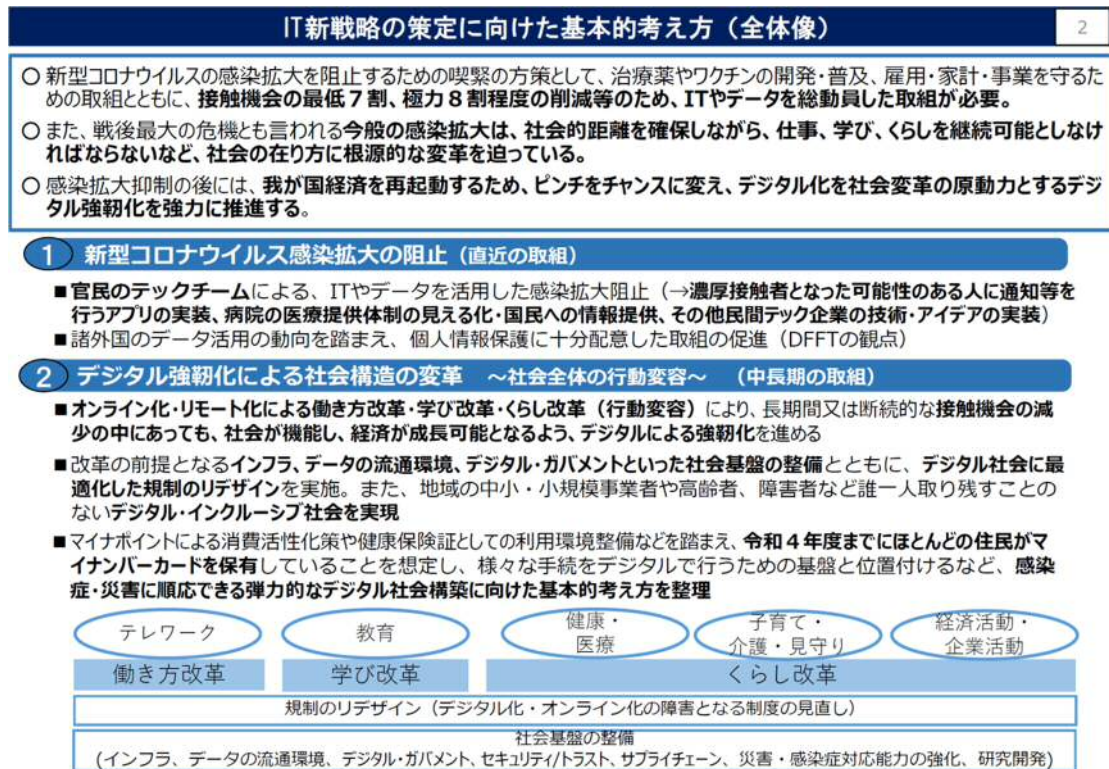 IT新戦略の策定に向けた基本的考え方（全体像）
2
○ 新型コロナウイルスの感染拡大を阻止するための喫緊の方策として、治療薬やワクチンの開発・普及、雇用・家計・事業を守るた
めの取組とともに、接触機会の最低７割、極力８割程度の削減等のため、ITやデータを総動員した取組が必要。
○ また、戦後最大の危機とも言われる今般の感染拡大は、社会的距離を確保しながら、仕事、学び、くらしを継続可能としなけ
ればならないなど、社会の在り方に根源的な変革を迫っている。
○ 感染拡大抑制の後には、我が国経済を再起動するため、ピンチをチャンスに変え、デジタル化を社会変革の原動力とするデジ
タル強靭化を強力に推進する。
1 新型コロナウイルス感染拡大の阻止（直近の取組）
■官民のテックチームによる、ITやデータを活用した感染拡大阻止（→濃厚接触者となった可能性のある人に通知等を
行うアプリの実装、病院の医療提供体制の見える化・国民への情報提供、その他民間テック企業の技術・アイデアの実装）
■諸外国のデータ活用の動向を踏まえ、個人情報保護に十分配意した取組の促進（DFFTの観点）
2 デジタル強靭化による社会構造の変革 ～社会全体の行動変容～ （中長期の取組）
■オンライン化・リモート化による働き方改革・学び改革・くらし改革（行動変容）により、長期間又は断続的な接触機会の減
少の中にあっても、社会が機能し、経済が成長可能となるよう、デジタルによる強靭化を進める
■改革の前提となるインフラ、データの流通環境、デジタル・ガバメントといった社会基盤の整備とともに、デジタル社会に最
適化した規制のリデザインを実施。また、地域の中小・小規模事業者や高齢者、障害者など誰一人取り残すことの
ないデジタル・インクルーシブ社会を実現
■マイナポイントによる消費活性化策や健康保険証としての利用環境整備などを踏まえ、令和４年度までにほとんどの住民がマ
イナンバーカードを保有していることを想定し、様々な手続をデジタルで行うための基盤と位置付けるなど、感染
症・災害に順応できる弾力的なデジタル社会構築に向けた基本的考え方を整理
テレワーク
教育
健康・
医療
子育て・
介護・見守り
経済活動・
企業活動
働き方改革
学び改革
くらし改革
規制のリデザイン（デジタル化・オンライン化の障害となる制度の見直し）
社会基盤の整備
(インフラ、データの流通環境、デジタル・ガバメント、セキュリティ/トラスト、サプライチェーン、災害・感染症対応能力の強化、研究開発)